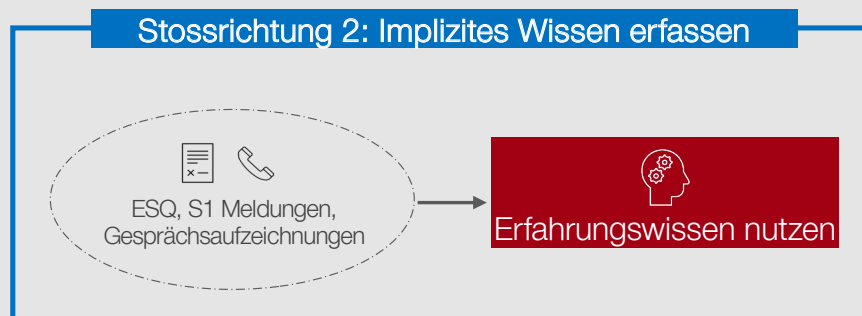 Stossrichtung 2: Implizites Wissen erfassen
ESQ, S1 Meldungen,
Gesprächsaufzeichnungen
Erfahrungswissen nutzen